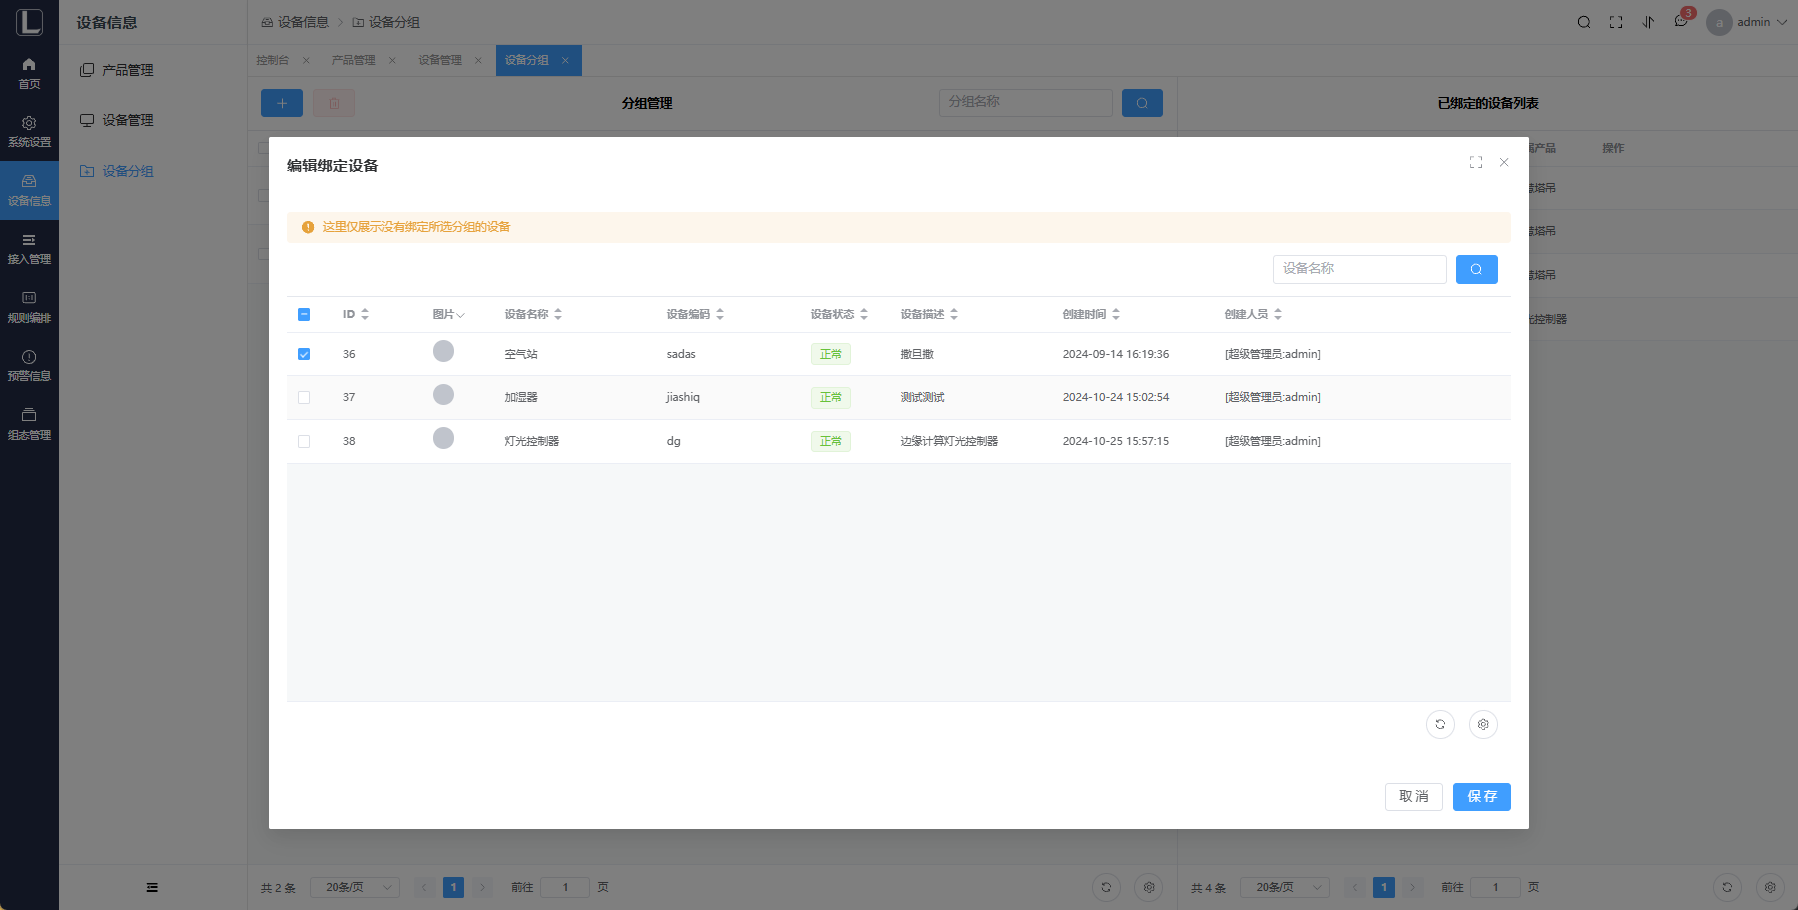 设备信息
设备信息 > 设备分组
3
a admin
首页
系统设置
设备信息
接入管理
规则编排
预警信息
组态管理
产品管理
设备管理
设备分组
控制台 × 产品管理 × 设备管理 × 设备分组 ×
分组管理
分组名称
已绑定的设备列表
操作
编辑绑定设备
这里仅展示没有绑定所选分组的设备
设备名称
ID 图片 设备名称 设备编码 设备状态 设备描述 创建时间 创建人员
36 空气站 sadas 正常 撒旦撒 2024-09-14 16:19:36 [超级管理员:admin]
37 加湿器 jiashiq 正常 测试测试 2024-10-24 15:02:54 [超级管理员:admin]
38 灯光控制器 dg 正常 边缘计算灯光控制器 2024-10-25 15:57:15 [超级管理员:admin]
产品
塔吊
塔吊
塔吊
控制器
取消 保存
共 2 条 20条/页 1 前往 1 页
共 4 条 20条/页 1 前往 1 页